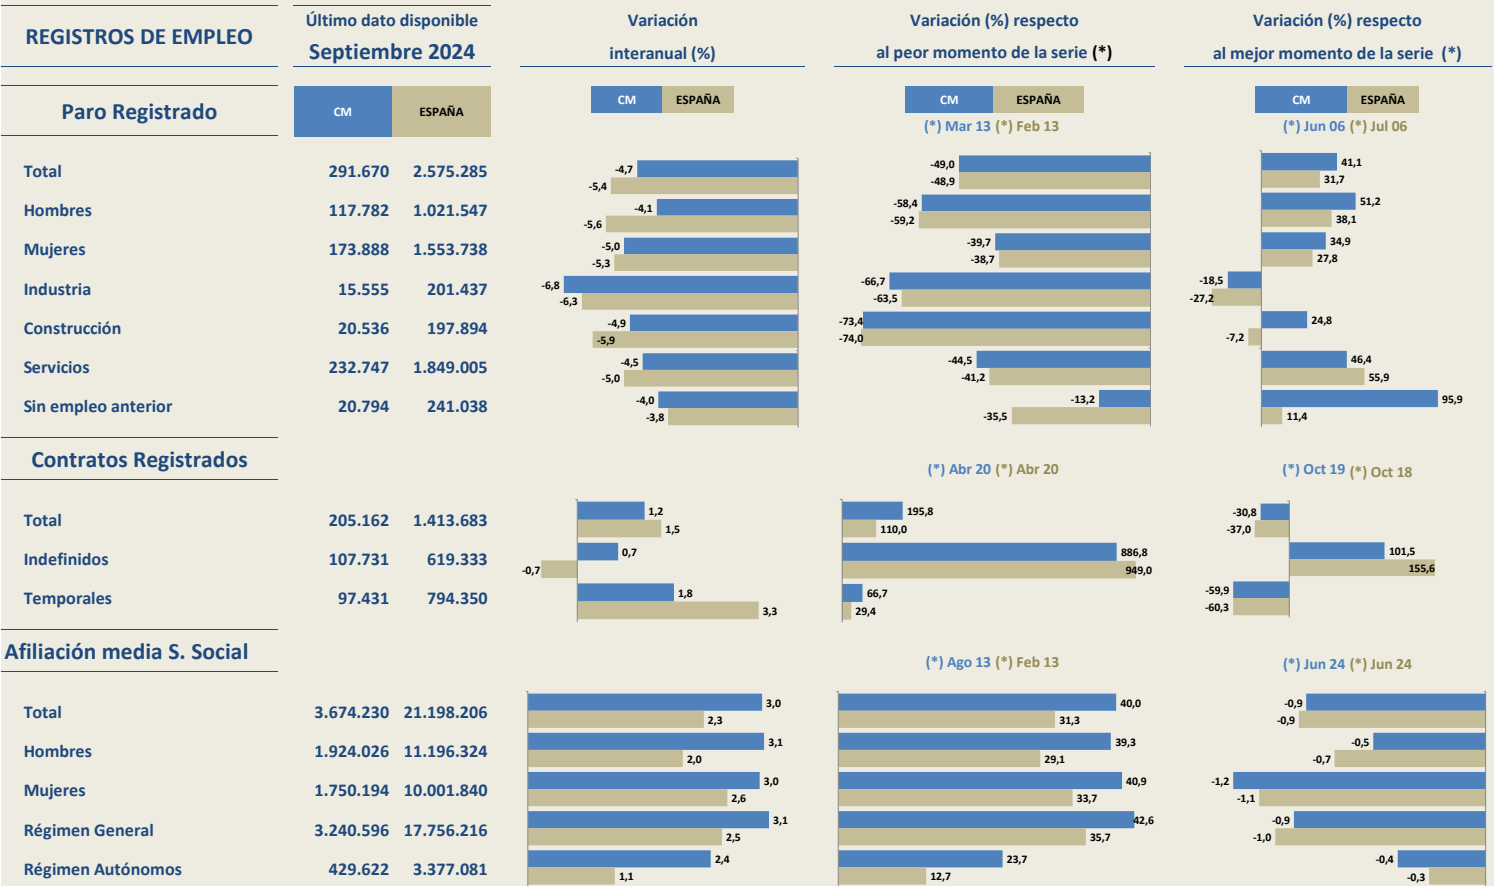 REGISTROS DE EMPLEO
Último dato disponible
Septiembre 2024
Variación
interanual (%)
Variación (%) respecto
al peor momento de la serie (*)
Variación (%) respecto
al mejor momento de la serie (*)
Paro Registrado
CM ESPAÑA
CM ESPAÑA
CM ESPAÑA
(*) Mar 13 (*) Feb 13
CM ESPAÑA
(*) Jun 06 (*) Jul 06
Total 291.670 2.575.285 -4,7 -5,4 -49,0 -48,9 41,1 31,7
Hombres 117.782 1.021.547 -4,1 -5,6 -58,4 -59,2 51,2 38,1
Mujeres 173.888 1.553.738 -5,0 -5,3 -39,7 -38,7 34,9 27,8
Industria 15.555 201.437 -6,8 -6,3 -66,7 -63,5 -18,5 -27,2
Construcción 20.536 197.894 -4,9 -5,9 -73,4 -74,0 24,8 -7,2
Servicios 232.747 1.849.005 -4,5 -5,0 -44,5 -41,2 46,4 55,9
Sin empleo anterior 20.794 241.038 -4,0 -3,8 -13,2 -35,5 95,9 11,4
Contratos Registrados
(*) Abr 20 (*) Abr 20
(*) Oct 19 (*) Oct 18
Total 205.162 1.413.683 1,2 1,5 195,8 110,0 -30,8 -37,0
Indefinidos 107.731 619.333 0,7 -0,7 886,8 949,0 101,5 155,6
Temporales 97.431 794.350 1,8 3,3 66,7 29,4 -59,9 -60,3
Afiliación media S. Social
(*) Ago 13 (*) Feb 13
(*) Jun 24 (*) Jun 24
Total 3.674.230 21.198.206 3,0 2,3 40,0 31,3 -0,9 -0,9
Hombres 1.924.026 11.196.324 3,1 2,0 39,3 29,1 -0,5 -0,7
Mujeres 1.750.194 10.001.840 3,0 2,6 40,9 33,7 -1,2 -1,1
Régimen General 3.240.596 17.756.216 3,1 2,5 42,6 35,7 -0,9 -1,0
Régimen Autónomos 429.622 3.377.081 2,4 1,1 23,7 12,7 -0,4 -0,3